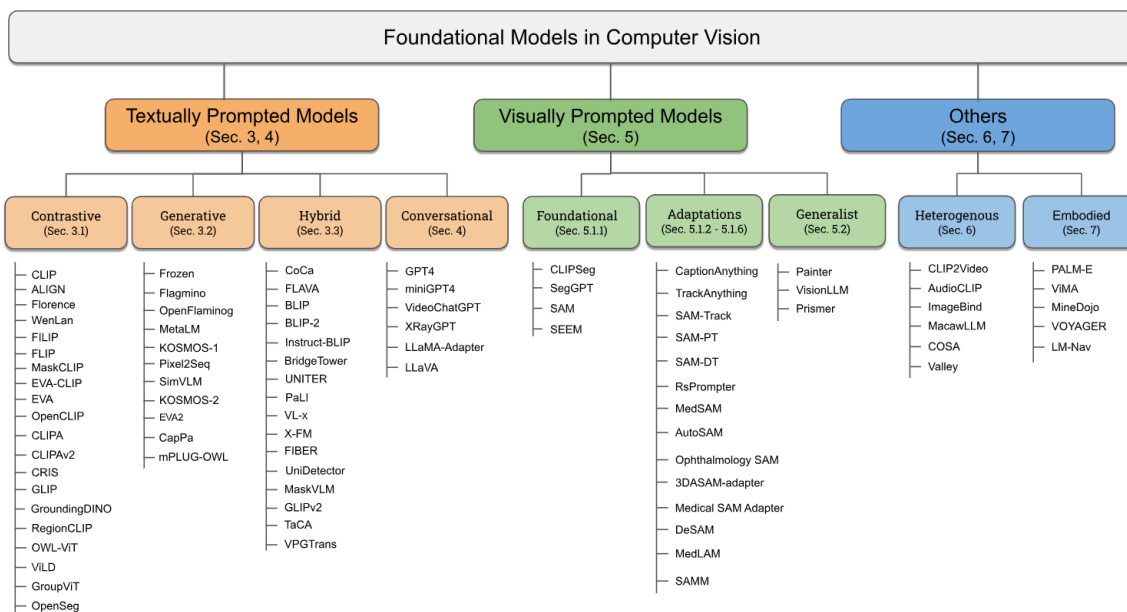 Foundational Models in Computer Vision
Textually Prompted Models
(Sec. 3, 4)
Visually Prompted Models
(Sec. 5)
Others
(Sec. 6, 7)
Contrastive
(Sec. 3.1)
Generative
(Sec. 3.2)
Hybrid
(Sec. 3.3)
Conversational
(Sec. 4)
Foundational
(Sec. 5.1.1)
Adaptations
(Sec. 5.1.2 - 5.1.6)
Generalist
(Sec. 5.2)
Heterogenous
(Sec. 6)
Embodied
(Sec. 7)
CLIP
ALIGN
Florence
WenLan
FILIP
FLIP
MaskCLIP
EVA-CLIP
EVA
OpenCLIP
CLIPA
CLIPAv2
CRIS
GLIP
GroundingDINO
RegionCLIP
OWL-ViT
ViLD
GroupViT
OpenSeg
Frozen
Flagmino
OpenFlaminog
MetaLM
KOSMOS-1
Pixel2Seq
SimVLM
KOSMOS-2
EVA2
CapPa
mPLUG-OWL
CoCa
FLAVA
BLIP
BLIP-2
Instruct-BLIP
BridgeTower
UNITER
PaLI
VL-x
X-FM
FIBER
UniDetector
MaskVLM
GLIPv2
TaCA
VPGTrans
GPT4
miniGPT4
VideoChatGPT
XRayGPT
LLaMA-Adapter
LLaVA
CLIPSeg
SegGPT
SAM
SEEM
CaptionAnything
TrackAnything
SAM-Track
SAM-PT
SAM-DT
RsPrompter
MedSAM
AutoSAM
Ophthalmology SAM
3DASAM-adapter
Medical SAM Adapter
DeSAM
MedLAM
SAMM
Painter
VisionLLM
Prismer
CLIP2Video
AudioCLIP
ImageBind
MacawLLM
COSA
Valley
PALM-E
ViMA
MineDojo
VOYAGER
LM-Nav